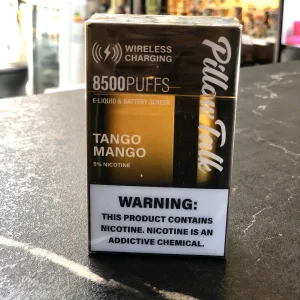 WIRELESS
CHARGING
8500PUFFS
E-LIQUID & BATTERY SCREEN
Pillow Talk
TANGO
MANGO
5% NICOTINE
WARNING:
THIS PRODUCT CONTAINS
NICOTINE. NICOTINE IS AN
ADDICTIVE CHEMICAL.